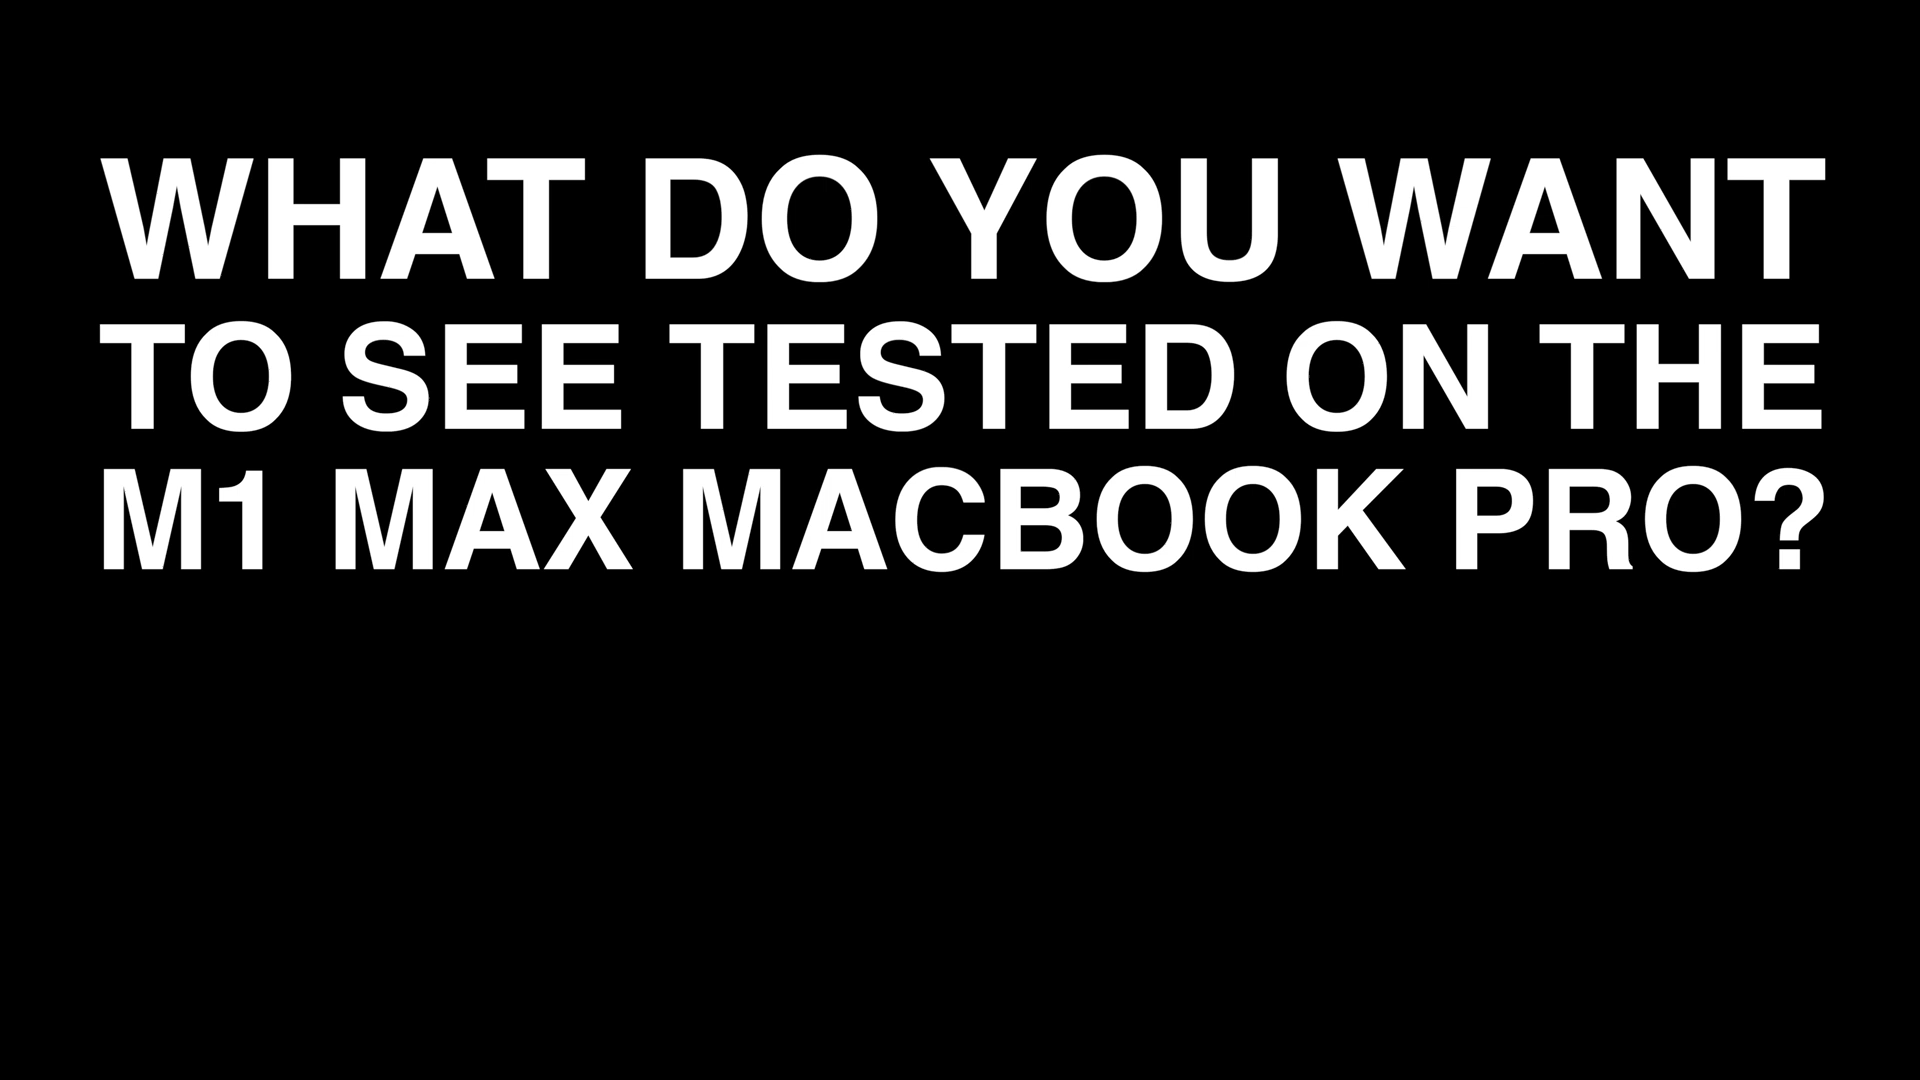 WHAT DO YOU WANT
TO SEE TESTED ON THE
M1 MAX MACBOOK PRO?